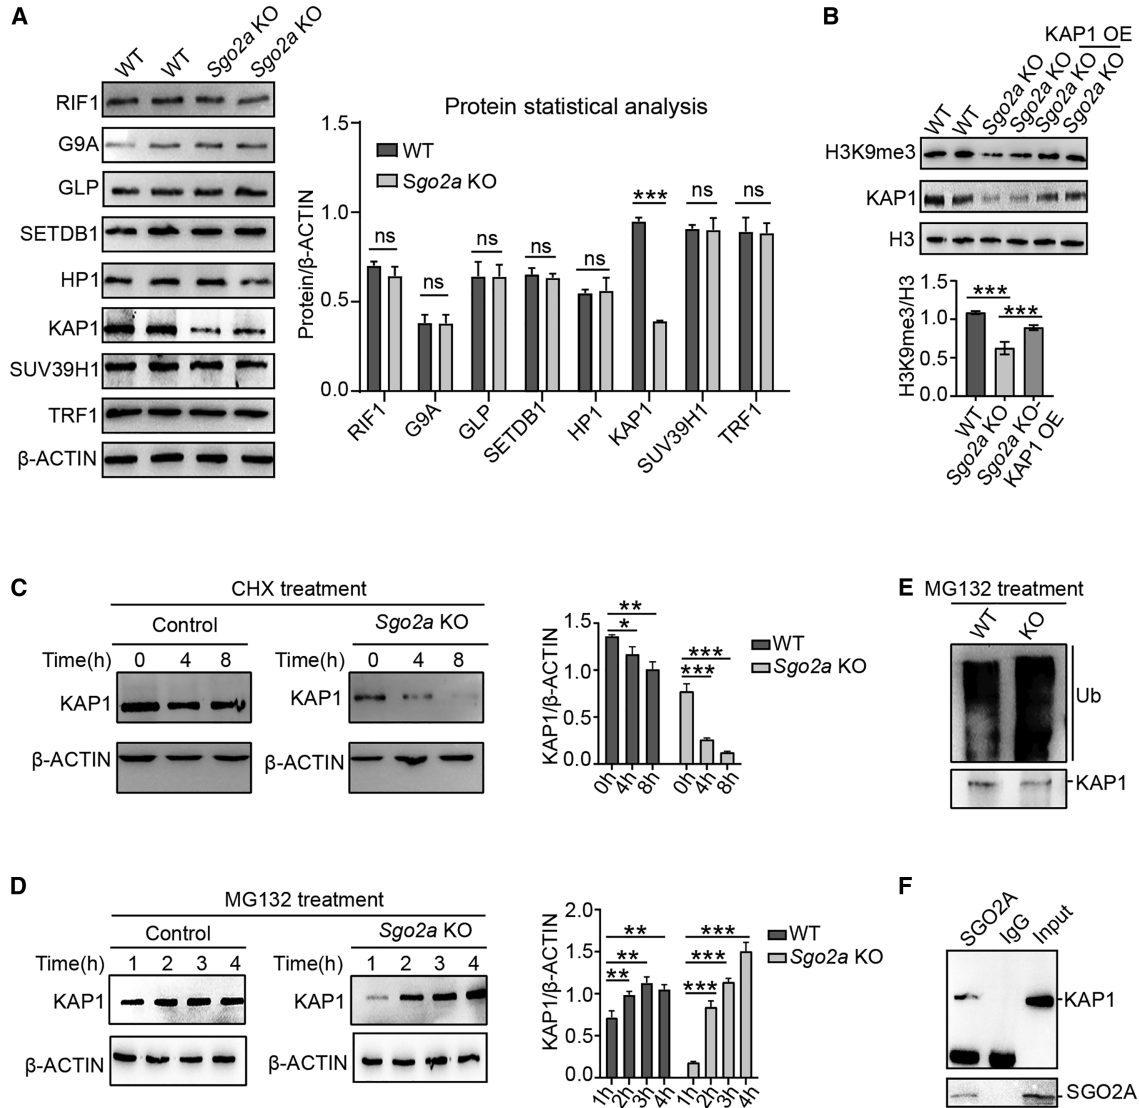 A
WT
WT
Sgo2a KO
Sgo2a KO
RIF1
G9A
GLP
SETDB1
HP1
KAP1
SUV39H1
TRF1
β-ACTIN
Protein statistical analysis
WT
Sgo2a KO
Protein/β-ACTIN
1.5
1.0
0.5
0.0
ns
ns
ns
ns
ns
***
ns
ns
RIF1
G9A
GLP
SETDB1
HP1
KAP1
SUV39H1
TRF1
B
KAP1 OE
WT
WT
Sgo2a KO
Sgo2a KO
Sgo2a KO
Sgo2a KO
H3K9me3
KAP1
H3
H3K9me3/H3
1.5
1.0
0.5
0.0
***
***
WT
Sgo2a KO
Sgo2a KO-
KAP1 OE
C
CHX treatment
Control
Sgo2a KO
Time(h) 0 4 8
Time(h) 0 4 8
KAP1
KAP1
β-ACTIN
β-ACTIN
KAP1/β-ACTIN
1.5
1.0
0.5
0.0
**
*
***
***
WT
Sgo2a KO
0h
4h
8h
0h
4h
8h
D
MG132 treatment
Control
Sgo2a KO
Time(h) 1 2 3 4
Time(h) 1 2 3 4
KAP1
KAP1
β-ACTIN
β-ACTIN
KAP1/β-ACTIN
2.0
1.5
1.0
0.5
0.0
**
**
**
***
***
***
WT
Sgo2a KO
1h
2h
3h
4h
1h
2h
3h
4h
E
MG132 treatment
WT
KO
Ub
KAP1
F
SGO2A
IgG
Input
KAP1
SGO2A